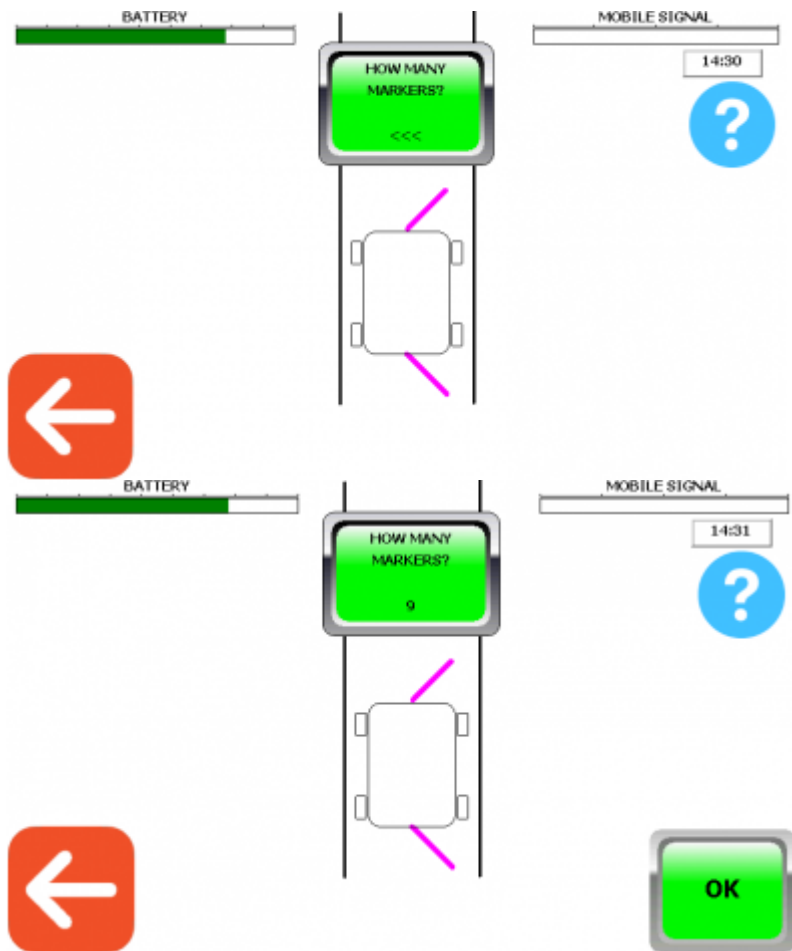 BATTERY
MOBILE SIGNAL
HOW MANY
MARKERS?
<<<
14:30
?
BATTERY
MOBILE SIGNAL
HOW MANY
MARKERS?
9
14:31
?
OK